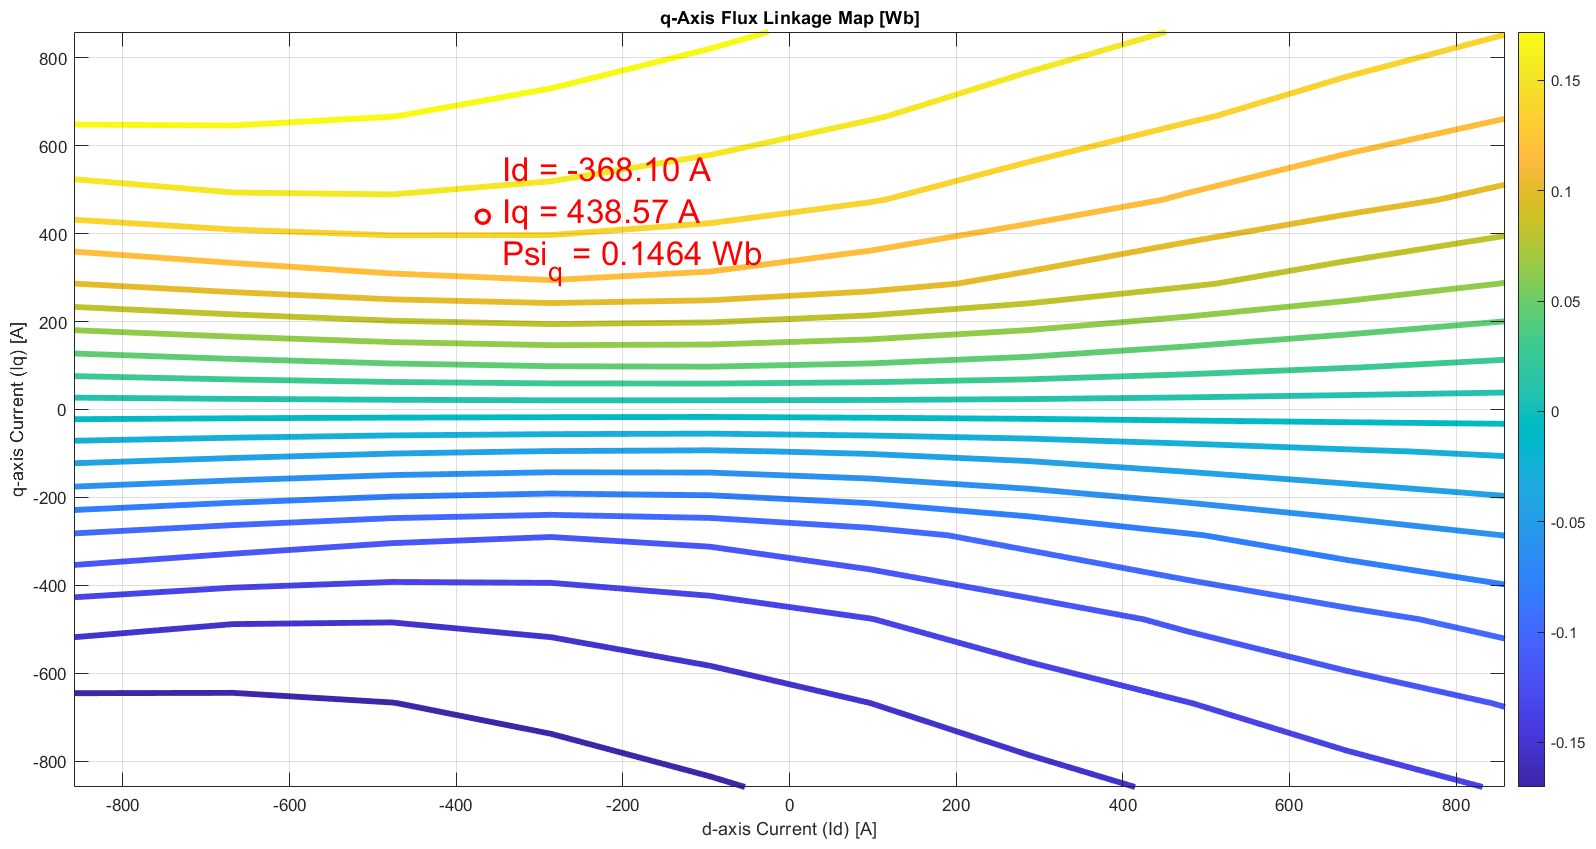 q-Axis Flux Linkage Map [Wb]
800
600
400
200
0
-200
-400
-600
-800
q-axis Current (Iq) [A]
Id = -368.10 A
Iq = 438.57 A
Psiq = 0.1464 Wb
-800 -600 -400 -200 0 200 400 600 800
d-axis Current (Id) [A]
0.15
0.1
0.05
0
-0.05
-0.1
-0.15